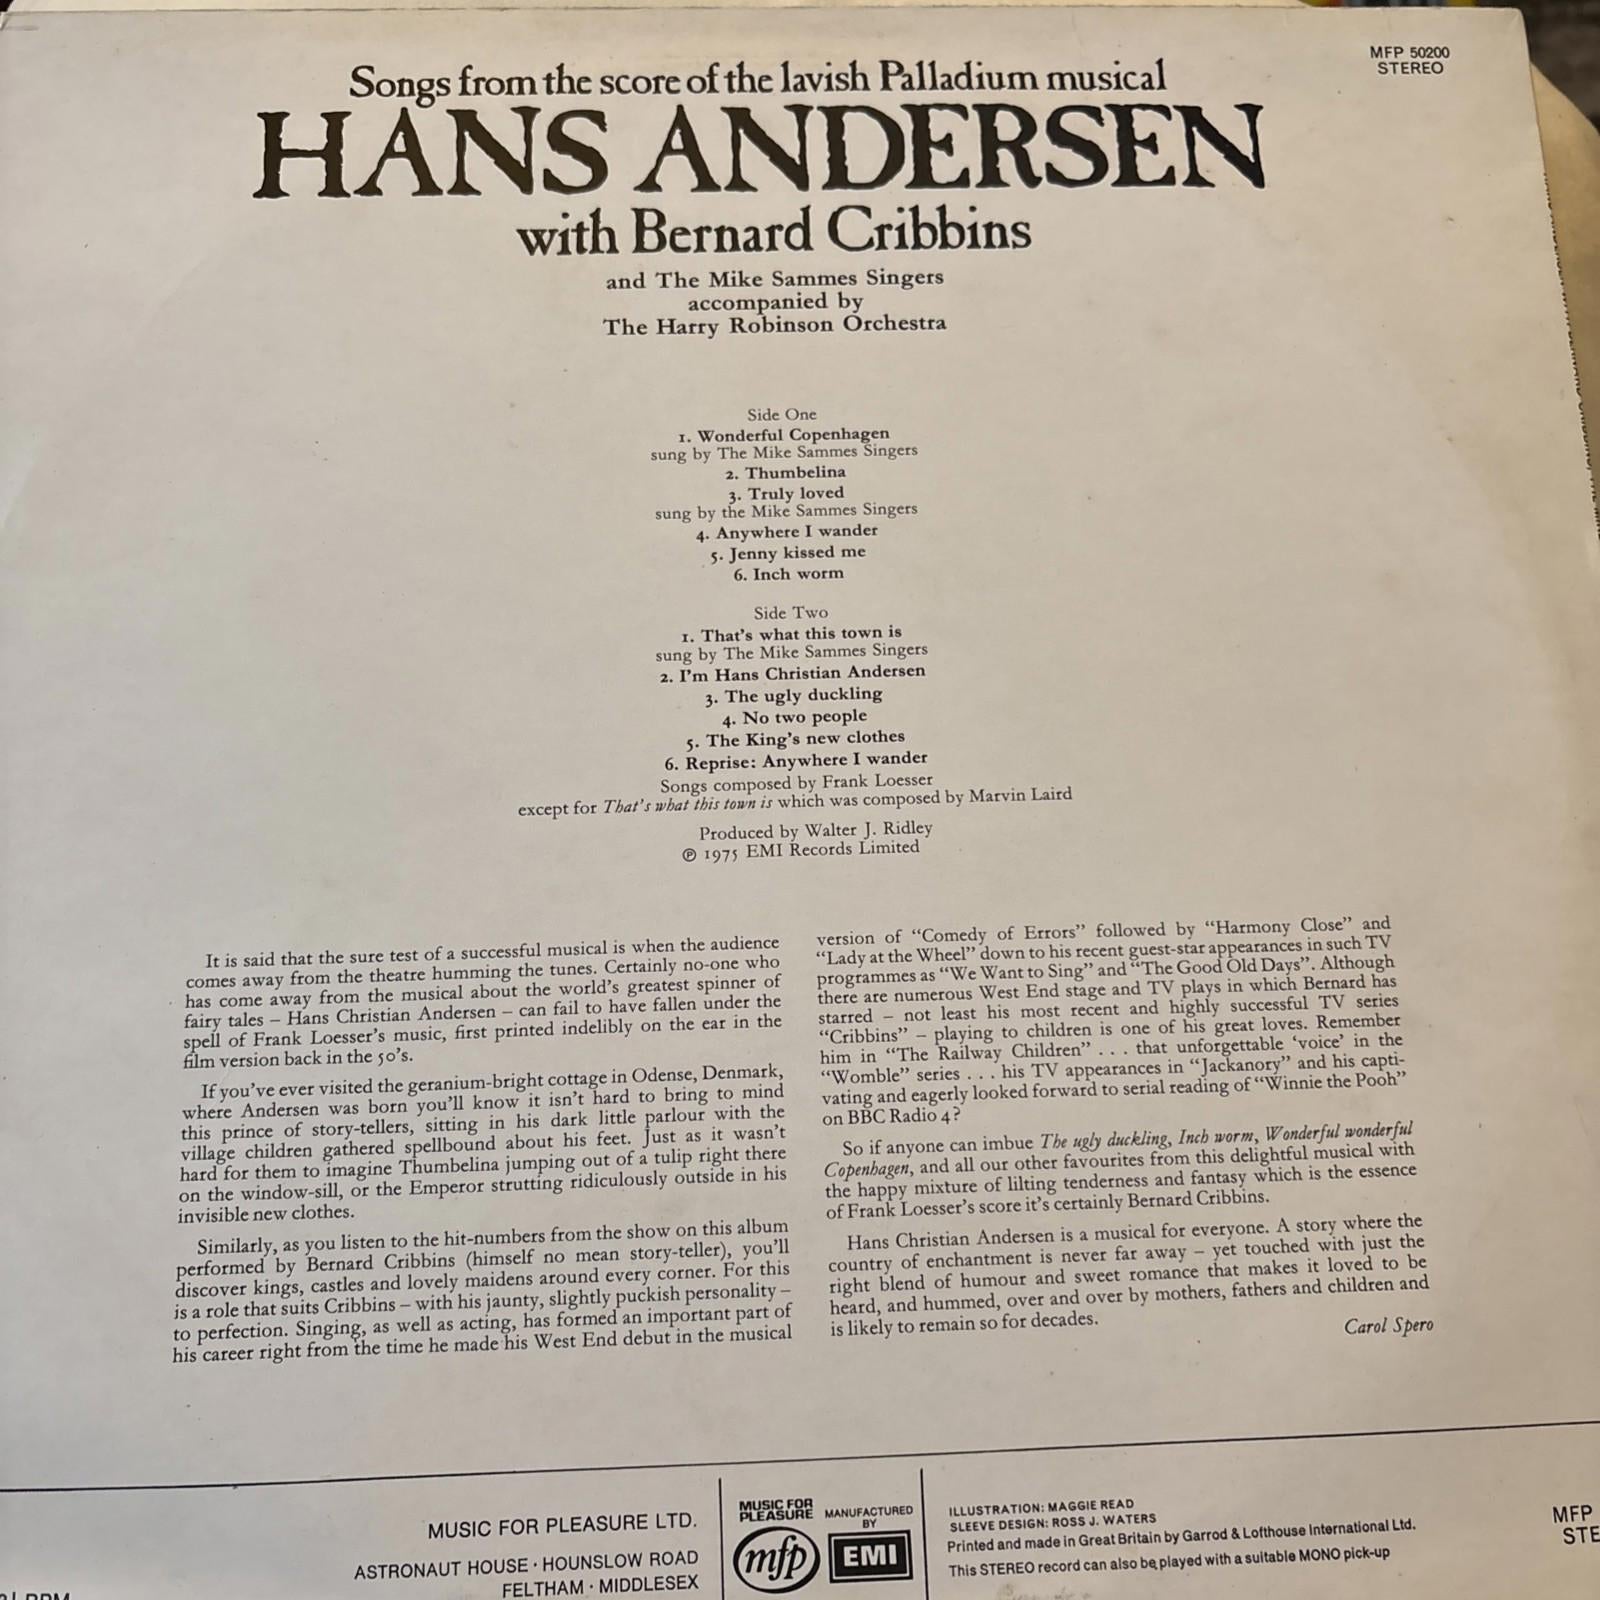 MFP 50200
STEREO
Songs from the score of the lavish Palladium musical
HANS ANDERSEN
with Bernard Cribbins
and The Mike Sammes Singers
accompanied by
The Harry Robinson Orchestra
Side One
1. Wonderful Copenhagen
sung by The Mike Sammes Singers
2. Thumbelina
3. Truly loved
sung by the Mike Sammes Singers
4. Anywhere I wander
5. Jenny kissed me
6. Inch worm
Side Two
1. That's what this town is
sung by The Mike Sammes Singers
2. I'm Hans Christian Andersen
3. The ugly duckling
4. No two people
5. The King's new clothes
6. Reprise: Anywhere I wander
Songs composed by Frank Loesser
except for That's what this town is which was composed by Marvin Laird
Produced by Walter J. Ridley
℗ 1975 EMI Records Limited
It is said that the sure test of a successful musical is when the audience
comes away from the theatre humming the tunes. Certainly no-one who
has come away from the musical about the world's greatest spinner of
fairy tales – Hans Christian Andersen – can fail to have fallen under the
spell of Frank Loesser's music, first printed indelibly on the ear in the
film version back in the 50's.
If you've ever visited the geranium-bright cottage in Odense, Denmark,
where Andersen was born you'll know it isn't hard to bring to mind
this prince of story-tellers, sitting in his dark little parlour with the
village children gathered spellbound about his feet. Just as it wasn't
hard for them to imagine Thumbelina jumping out of a tulip right there
on the window-sill, or the Emperor strutting ridiculously outside in his
invisible new clothes.
Similarly, as you listen to the hit-numbers from the show on this album
performed by Bernard Cribbins (himself no mean story-teller), you'll
discover kings, castles and lovely maidens around every corner. For this
is a role that suits Cribbins – with his jaunty, slightly puckish personality –
to perfection. Singing, as well as acting, has formed an important part of
his career right from the time he made his West End debut in the musical
version of "Comedy of Errors" followed by "Harmony Close" and
"Lady at the Wheel" down to his recent guest-star appearances in such TV
programmes as "We Want to Sing" and "The Good Old Days". Although
there are numerous West End stage and TV plays in which Bernard has
starred – not least his most recent and highly successful TV series
"Cribbins" – playing to children is one of his great loves. Remember
him in "The Railway Children" . . . that unforgettable 'voice' in the
"Womble" series . . . his TV appearances in "Jackanory" and his capti-
vating and eagerly looked forward to serial reading of "Winnie the Pooh"
on BBC Radio 4?
So if anyone can imbue The ugly duckling, Inch worm, Wonderful wonderful
Copenhagen, and all our other favourites from this delightful musical with
the happy mixture of lilting tenderness and fantasy which is the essence
of Frank Loesser's score it's certainly Bernard Cribbins.
Hans Christian Andersen is a musical for everyone. A story where the
country of enchantment is never far away – yet touched with just the
right blend of humour and sweet romance that makes it loved to be
heard, and hummed, over and over by mothers, fathers and children and
is likely to remain so for decades.
Carol Spero
MUSIC FOR PLEASURE LTD.
ASTRONAUT HOUSE · HOUNSLOW ROAD
FELTHAM · MIDDLESEX
MUSIC FOR
PLEASURE
mfp
MANUFACTURED
BY
EMI
ILLUSTRATION: MAGGIE READ
SLEEVE DESIGN: ROSS J. WATERS
Printed and made in Great Britain by Garrod & Lofthouse International Ltd.
This STEREO record can also be played with a suitable MONO pick-up
MFP
STE